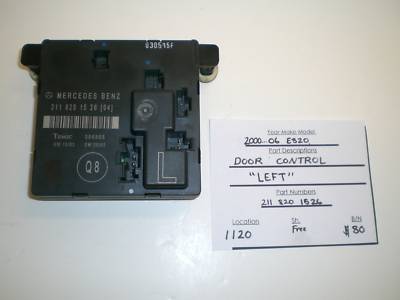 030515F
MERCEDES BENZ
211 820 15 26 [04]
Temic
Q8
L
Year Make Model
2000-06 E320
Part Descriptions
DOOR CONTROL
"LEFT"
Part Numbers
211 820 1526
Location
Sh.
B/N
1120
Free
$80